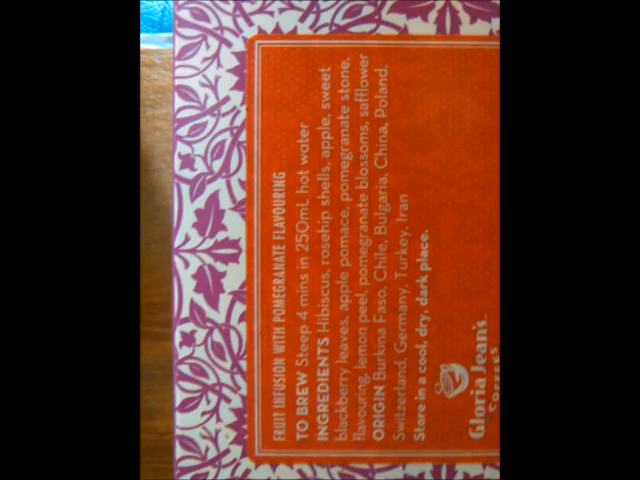 FRUIT INFUSION WITH POMEGRANATE FLAVOURING
TO BREW Steep 4 mins in 250mL hot water
INGREDIENTS Hibiscus, rosehip shells, apple, sweet
blackberry leaves, apple pomace, pomegranate stone,
flavouring, lemon peel, pomegranate blossoms, safflower
ORIGIN Burkina Faso, Chile, Bulgaria, China, Poland,
Switzerland, Germany, Turkey, Iran
Store in a cool, dry, dark place.
Gloria Jean's
Coffees